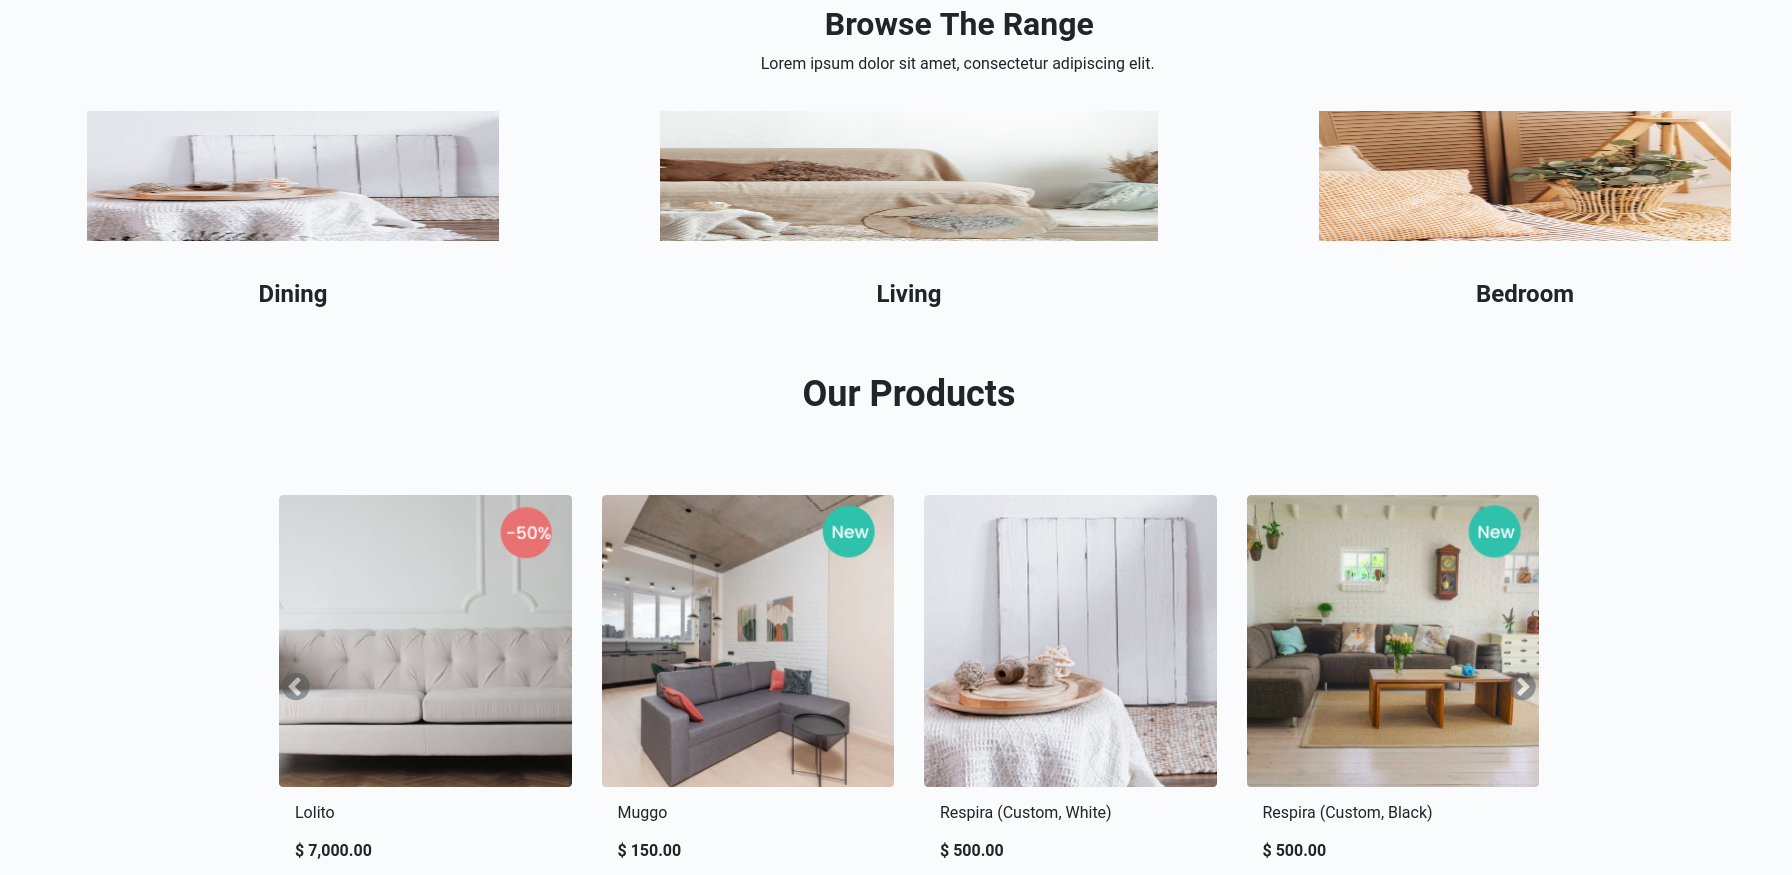 Browse The Range
Lorem ipsum dolor sit amet, consectetur adipiscing elit.
Dining
Living
Bedroom
Our Products
-50%
New
New
Lolito
Muggo
Respira (Custom, White)
Respira (Custom, Black)
$ 7,000.00
$ 150.00
$ 500.00
$ 500.00